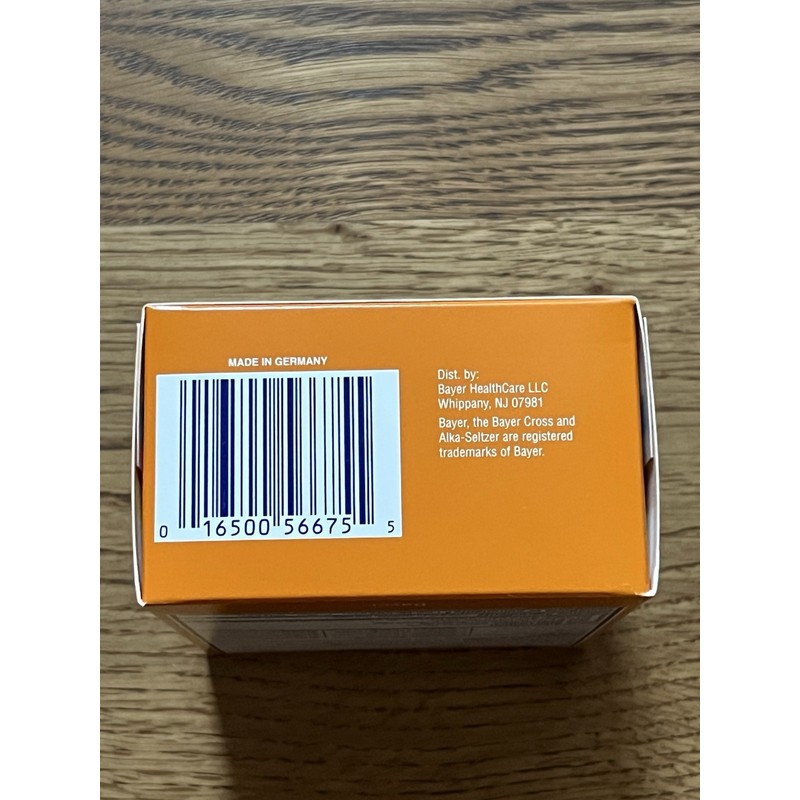 MADE IN GERMANY
0 16500 56675 5
Dist. by:
Bayer HealthCare LLC
Whippany, NJ 07981
Bayer, the Bayer Cross and
Alka-Seltzer are registered
trademarks of Bayer.